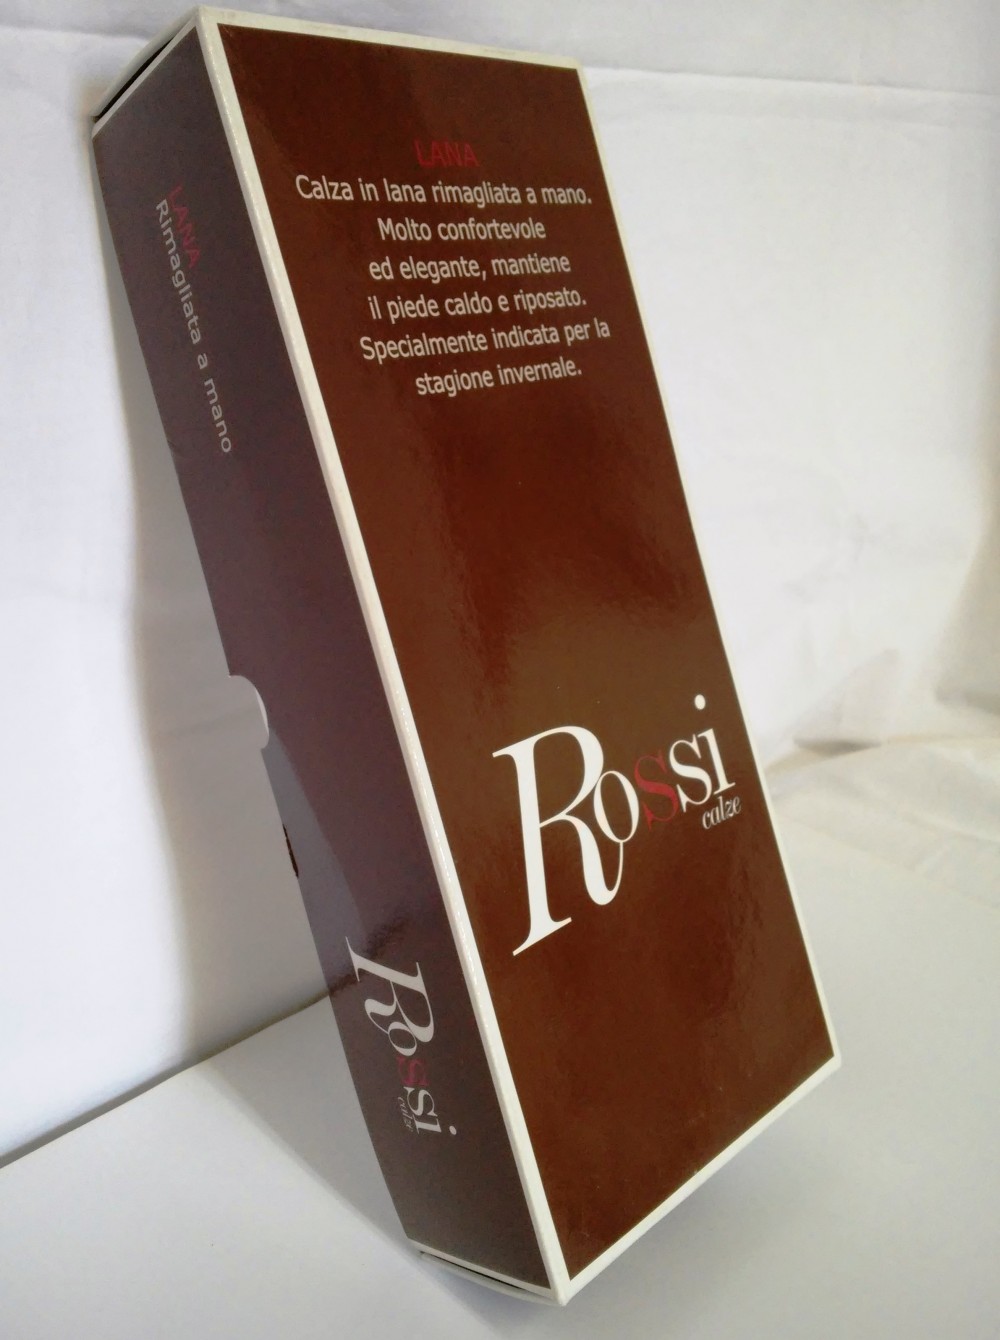 LANA
Calza in lana rimagliata a mano.
Molto confortevole
ed elegante, mantiene
il piede caldo e riposato.
Specialmente indicata per la
stagione invernale.
Rossi
calze
LANA
Rimagliata a mano
Rossi
calze